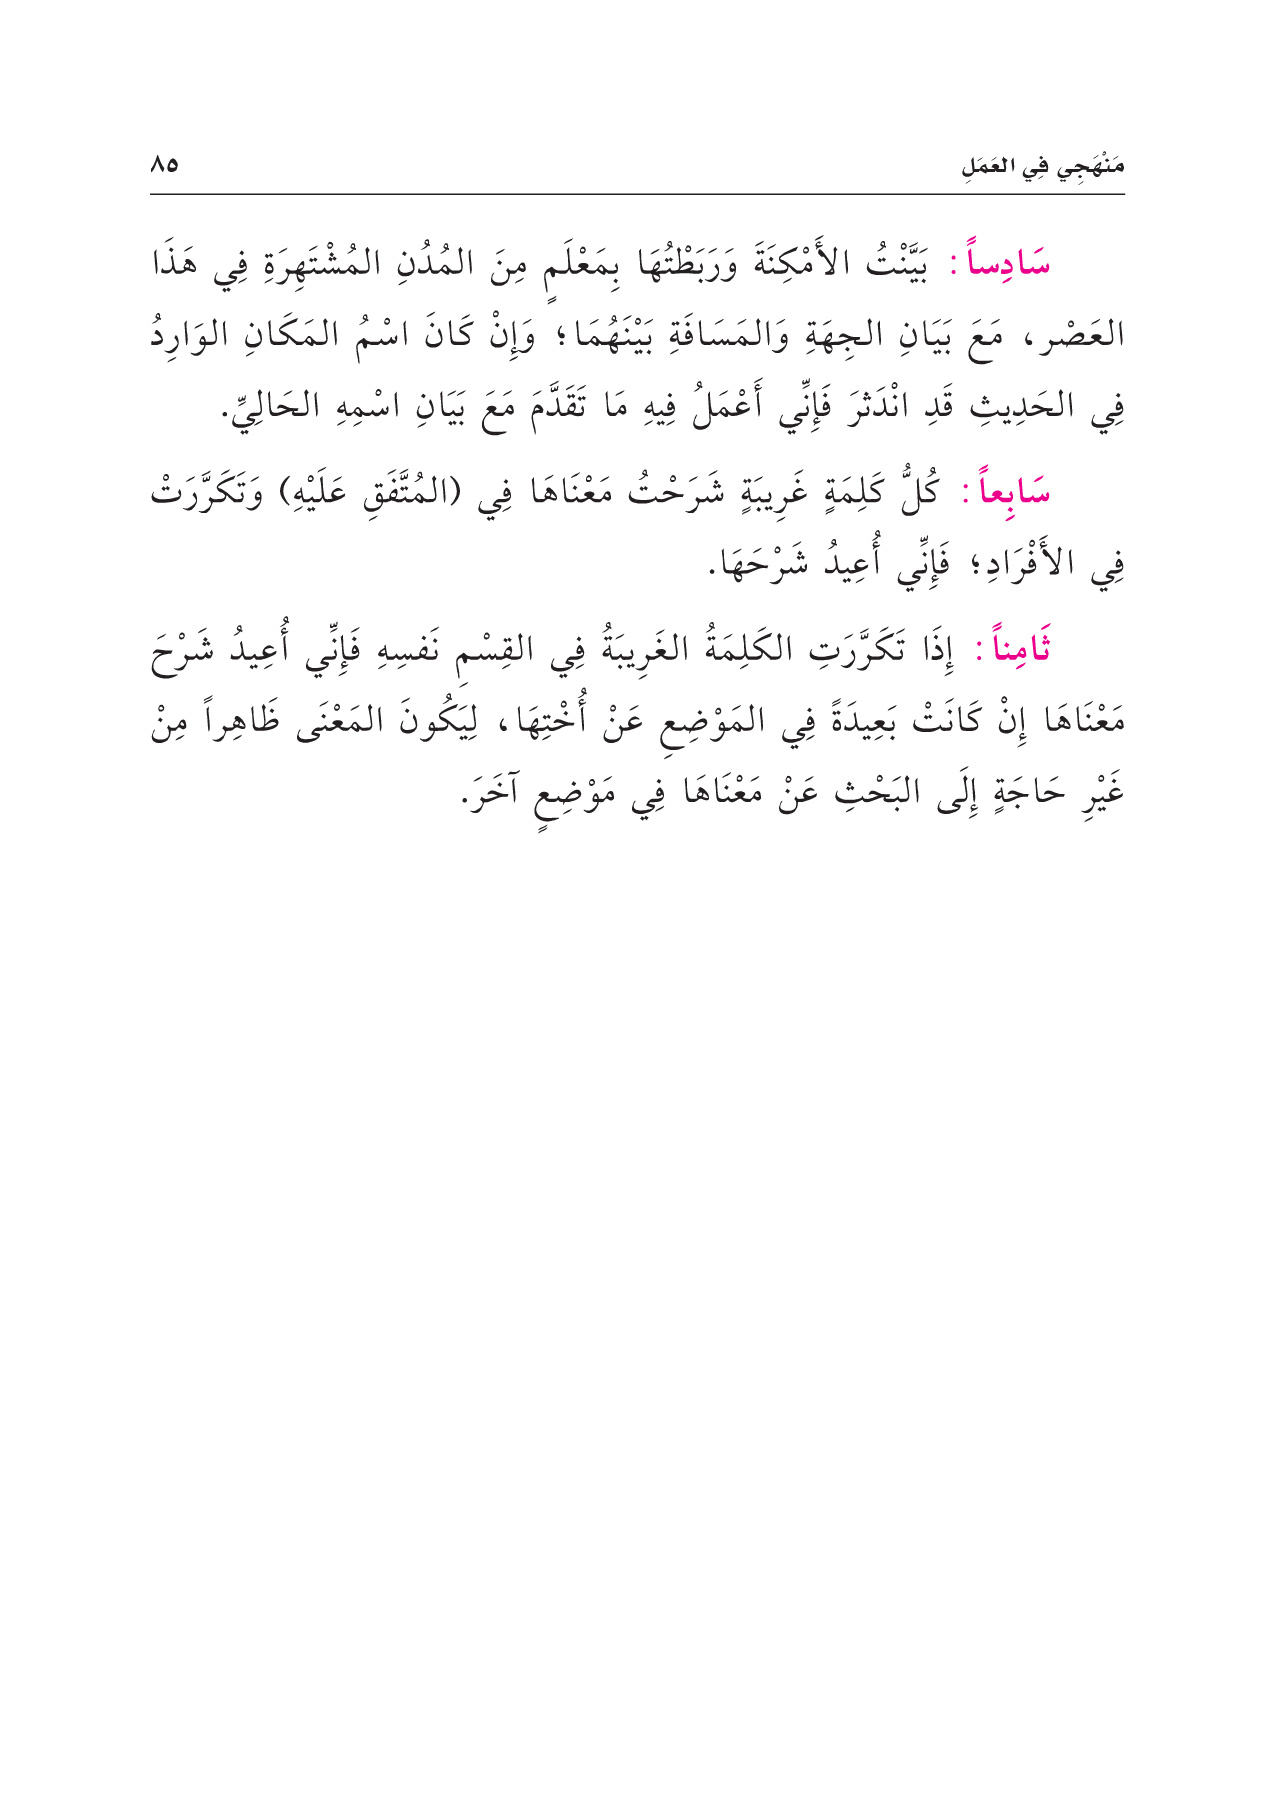 مَنْهَجِي فِي العَمَلِ ٨٥
سَادِساً: بَيَّنْتُ الأَمْكِنَةَ وَرَبَطْتُهَا بِمَعْلَمٍ مِنَ المُدُنِ المُشْتَهِرَةِ فِي هَذَا
العَصْرِ، مَعَ بَيَانِ الجِهَةِ وَالمَسَافَةِ بَيْنَهُمَا؛ وَإِنْ كَانَ اسْمُ المَكَانِ الوَارِدُ
فِي الحَدِيثِ قَدِ انْدَثرَ فَإِنِّي أَعْمَلُ فِيهِ مَا تَقَدَّمَ مَعَ بَيَانِ اسْمِهِ الحَالِيِّ.
سَابِعاً: كُلُّ كَلِمَةٍ غَرِيبَةٍ شَرَحْتُ مَعْنَاهَا فِي (المُتَّفَقِ عَلَيْهِ) وَتَكَرَّرَتْ
فِي الأَفْرَادِ؛ فَإِنِّي أُعِيدُ شَرْحَهَا.
ثَامِناً: إِذَا تَكَرَّرَتِ الكَلِمَةُ الغَرِيبَةُ فِي القِسْمِ نَفسِهِ فَإِنِّي أُعِيدُ شَرْحَ
مَعْنَاهَا إِنْ كَانَتْ بَعِيدَةً فِي المَوْضِعِ عَنْ أُخْتِهَا، لِيَكُونَ المَعْنَى ظَاهِراً مِنْ
غَيْرِ حَاجَةٍ إِلَى البَحْثِ عَنْ مَعْنَاهَا فِي مَوْضِعٍ آخَرَ.